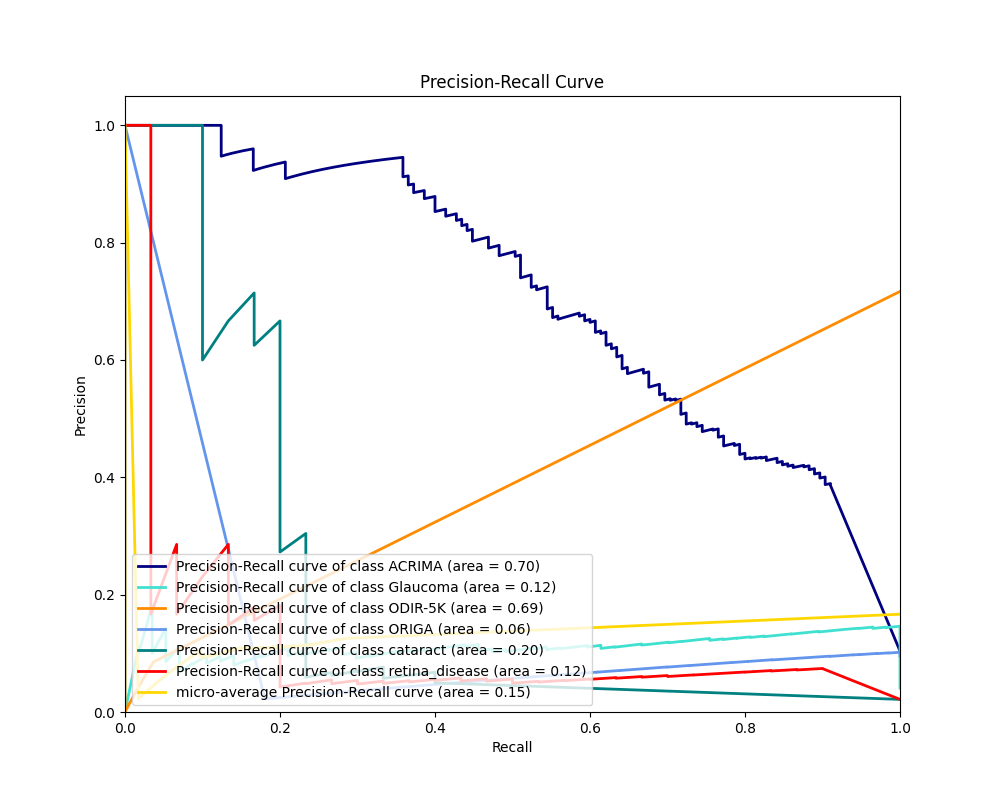 Precision-Recall Curve
1.0
0.8
0.6
0.4
0.2
0.0
Precision
Precision-Recall curve of class ACRIMA (area = 0.70)
Precision-Recall curve of class Glaucoma (area = 0.12)
Precision-Recall curve of class ODIR-5K (area = 0.69)
Precision-Recall curve of class ORIGA (area = 0.06)
Precision-Recall curve of class cataract (area = 0.20)
Precision-Recall curve of class retina_disease (area = 0.12)
micro-average Precision-Recall curve (area = 0.15)
0.0 0.2 0.4 0.6 0.8 1.0
Recall